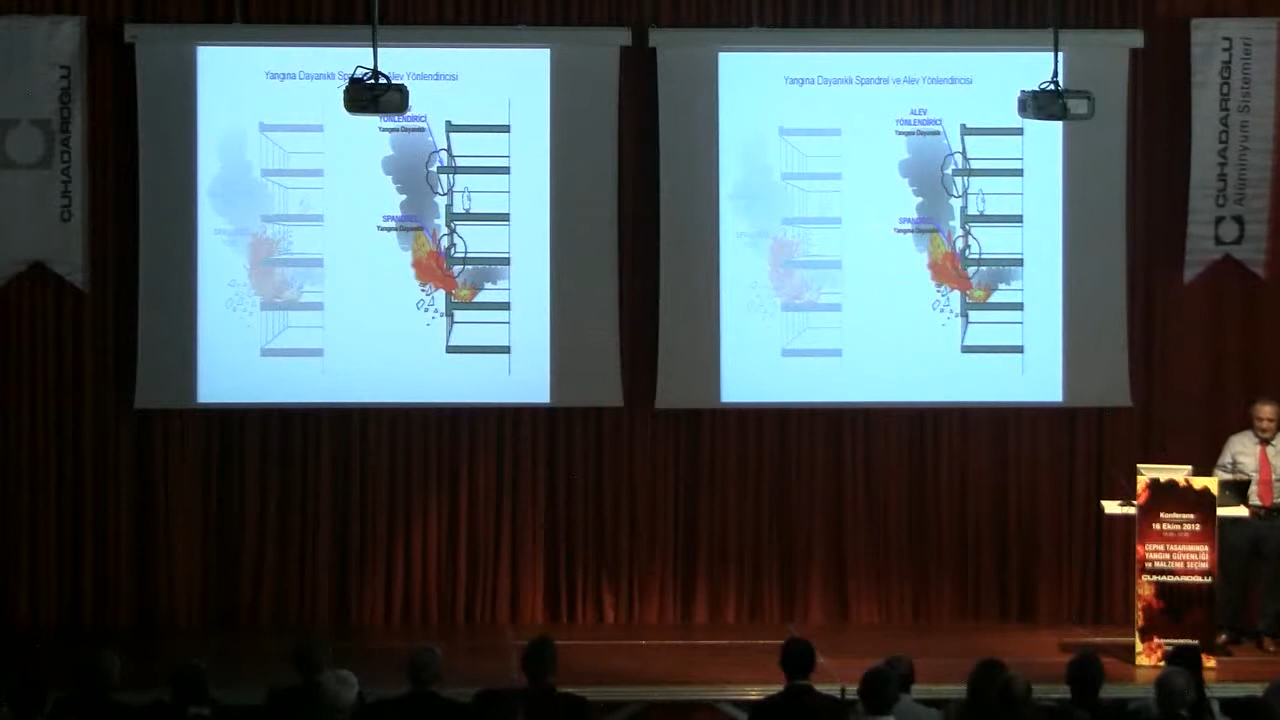 Yangına Dayanıklı Spandrel ve Alev Yönlendiricisi
YÖNLENDİRİCİ
Yangına Dayanıklı
SPANDREL
Yangına Dayanıklı
Yangına Dayanıklı Spandrel ve Alev Yönlendiricisi
ALEV
YÖNLENDİRİCİ
Yangına Dayanıklı
SPANDREL
Yangına Dayanıklı
ÇUHADAROĞLU
ÇUHADAROĞLU
Alüminyum Sistemleri
Konferans
16 Ekim 2012
CEPHE TASARIMINDA
YANGIN GÜVENLİĞİ
ve MALZEME SEÇİMİ
ÇUHADAROĞLU
ÇUHADAROĞLU